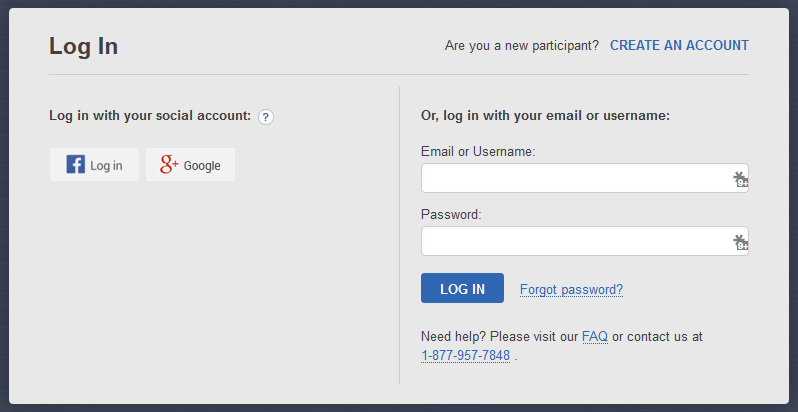 Log In
Are you a new participant? CREATE AN ACCOUNT
Log in with your social account: ?
Log in
g+ Google
Or, log in with your email or username:
Email or Username:
9+
Password:
9+
LOG IN Forgot password?
Need help? Please visit our FAQ or contact us at
1-877-957-7848 .